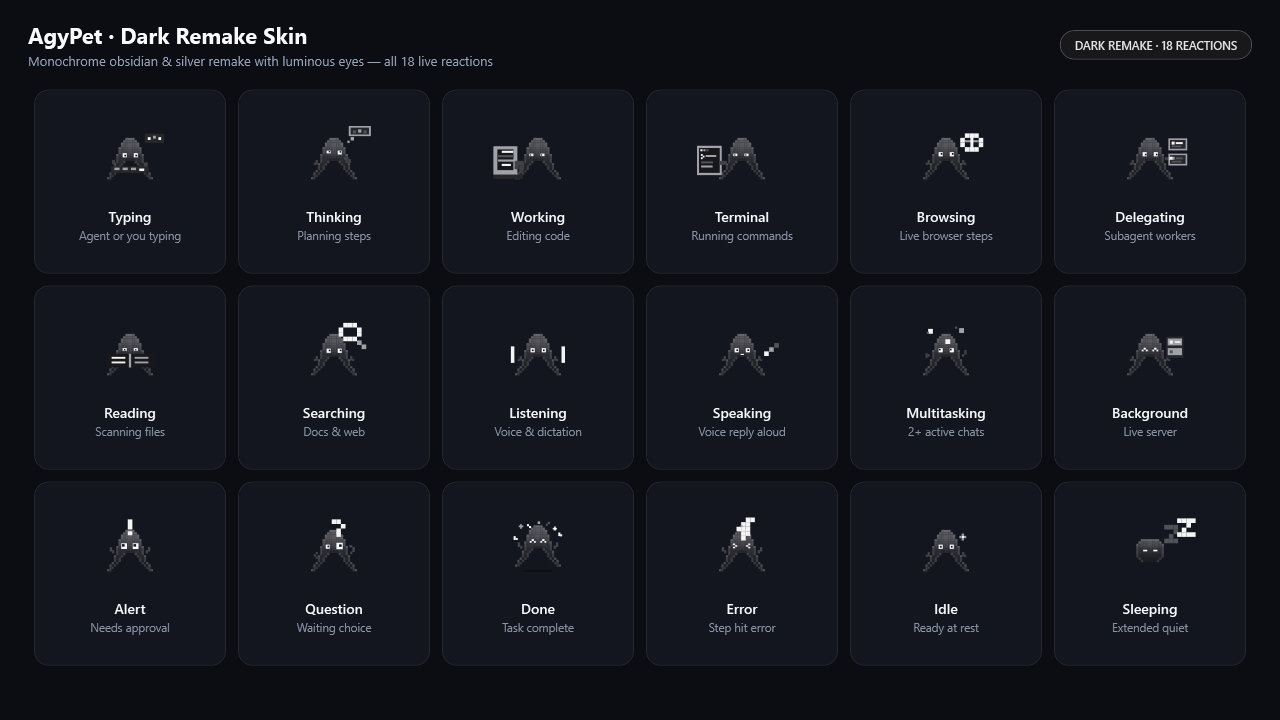 AgyPet · Dark Remake Skin
Monochrome obsidian & silver remake with luminous eyes — all 18 live reactions
DARK REMAKE · 18 REACTIONS
Typing
Agent or you typing
Thinking
Planning steps
Working
Editing code
Terminal
Running commands
Browsing
Live browser steps
Delegating
Subagent workers
Reading
Scanning files
Searching
Docs & web
Listening
Voice & dictation
Speaking
Voice reply aloud
Multitasking
2+ active chats
Background
Live server
Alert
Needs approval
Question
Waiting choice
Done
Task complete
Error
Step hit error
Idle
Ready at rest
Sleeping
Extended quiet